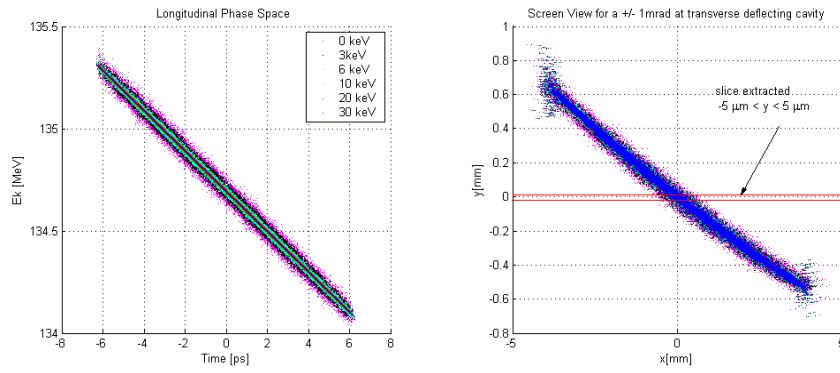 Longitudinal Phase Space
135.5
135
134.5
134
Ek [MeV]
0 keV
3keV
6 keV
10 keV
20 keV
30 keV
-8 -6 -4 -2 0 2 4 6 8
Time [ps]
Screen View for a +/- 1mrad at transverse deflecting cavity
1
0.8
0.6
0.4
0.2
0
-0.2
-0.4
-0.6
-0.8
y[mm]
slice extracted
-5 µm < y < 5 µm
-5 0
x[mm]